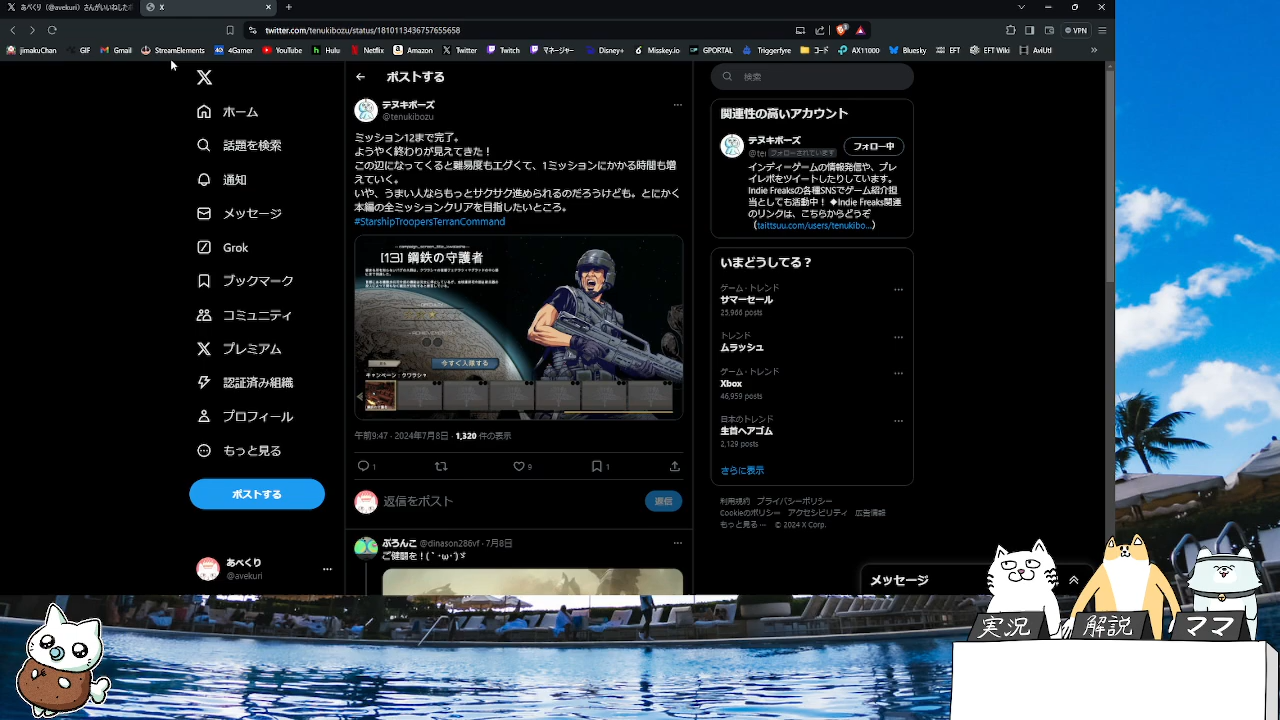 あべくり（@avekuri）さんがいいねした
X
twitter.com/tenukibozu/status/1810113436757655658
VPN
jimakuChan
GIF
Gmail
StreamElements
4Gamer
YouTube
Hulu
Netflix
Amazon
Twitter
Twitch
マネージャー
Disney+
Misskey.io
GPORTAL
Triggerfyre
コード
AX11000
Bluesky
EFT
EFT Wiki
AviUtl
ホーム
話題を検索
通知
メッセージ
Grok
ブックマーク
コミュニティ
プレミアム
認証済み組織
プロフィール
もっと見る
ポストする
あべくり
@avekuri
ポストする
テヌキボーズ
@tenukibozu
ミッション12まで完了。
ようやく終わりが見えてきた！
この辺になってくると難易度もエグくて、1ミッションにかかる時間も増
えていく。
いや、うまい人ならもっとサクサク進められるのだろうけども。とにかく
本編の全ミッションクリアを目指したいところ。
#StarshipTroopersTerranCommand
[13] 鋼鉄の守護者
今すぐ入隊する
キャンペーン：クワラシャ
午前9:47 · 2024年7月8日 · 1,320 件の表示
1
9
1
返信をポスト
返信
ぷろんこ @dinason286vf · 7月8日
ご健闘を！(｀･ω･´)ゞ
検索
関連性の高いアカウント
テヌキボーズ
@te フォローされています
フォロー中
インディーゲームの情報発信や、プレ
イレポをツイートしたりしています。
Indie Freaksの各種SNSでゲーム紹介担
当としても活動中！ ◆Indie Freaks関連
のリンクは、こちらからどうぞ
（taittsuu.com/users/tenukibo…）
いまどうしてる？
ゲーム · トレンド
サマーセール
25,966 posts
トレンド
ムラッシュ
ゲーム · トレンド
Xbox
46,959 posts
日本のトレンド
生首ヘアゴム
2,129 posts
さらに表示
利用規約 プライバシーポリシー
Cookieのポリシー アクセシビリティ 広告情報
もっと見る … © 2024 X Corp.
メッセージ
実況
解説
ママ